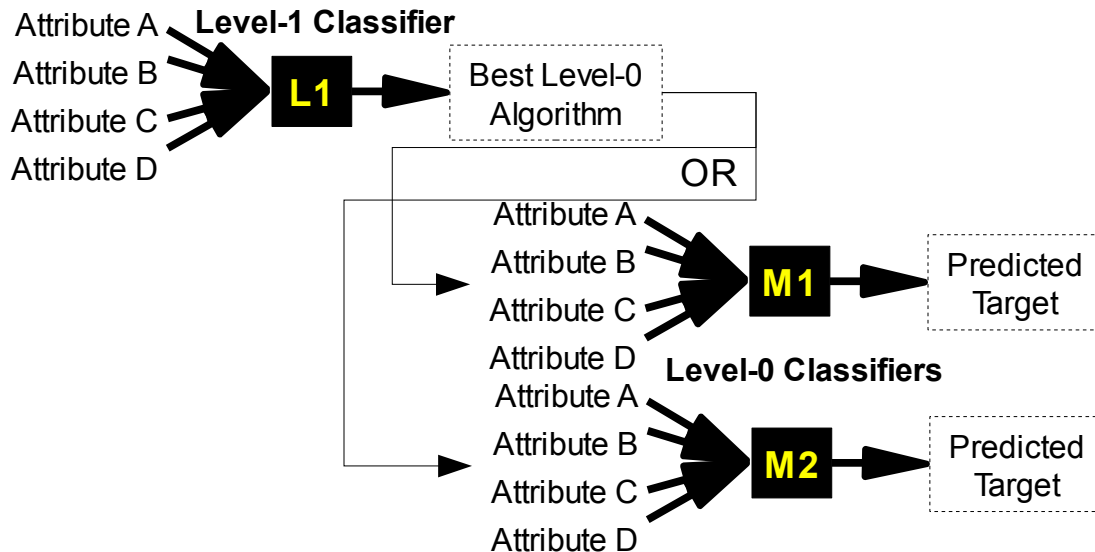 Level-1 Classifier
Attribute A
Attribute B
Attribute C
Attribute D
L1
Best Level-0
Algorithm
OR
Attribute A
Attribute B
Attribute C
Attribute D
M1
Predicted
Target
Level-0 Classifiers
Attribute A
Attribute B
Attribute C
Attribute D
M2
Predicted
Target